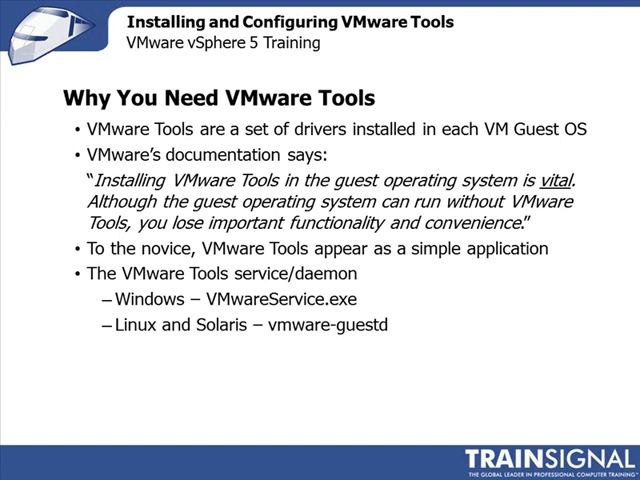 Installing and Configuring VMware Tools
VMware vSphere 5 Training
Why You Need VMware Tools
• VMware Tools are a set of drivers installed in each VM Guest OS
• VMware's documentation says:
“Installing VMware Tools in the guest operating system is vital.
Although the guest operating system can run without VMware
Tools, you lose important functionality and convenience.”
• To the novice, VMware Tools appear as a simple application
• The VMware Tools service/daemon
– Windows – VMwareService.exe
– Linux and Solaris – vmware-guestd
TRAINSIGNAL
THE GLOBAL LEADER IN PROFESSIONAL COMPUTER TRAINING